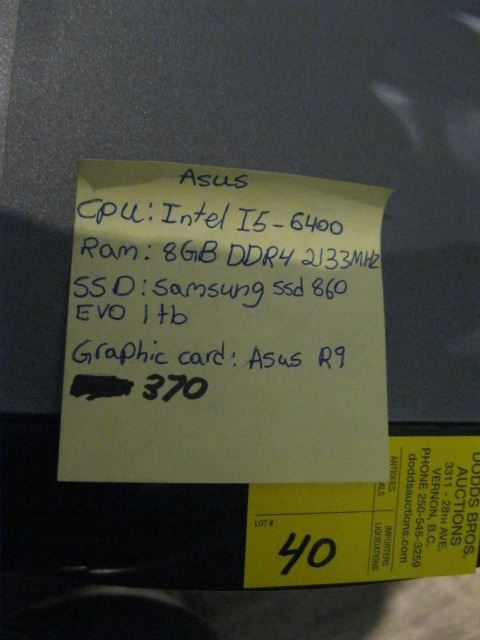 Asus
CPU: Intel I5-6400
Ram: 8GB DDR4 2133MHz
SSD: Samsung ssd 860
EVO 1tb
Graphic card: Asus R9
370
DODDS BROS.
AUCTIONS
3311 - 28TH AVE.
VERNON, B.C.
PHONE 250-545-3259
doddsauctions.com
ANTIQUES
IMPORTERS
LIQUIDATIONS
LOT #
40